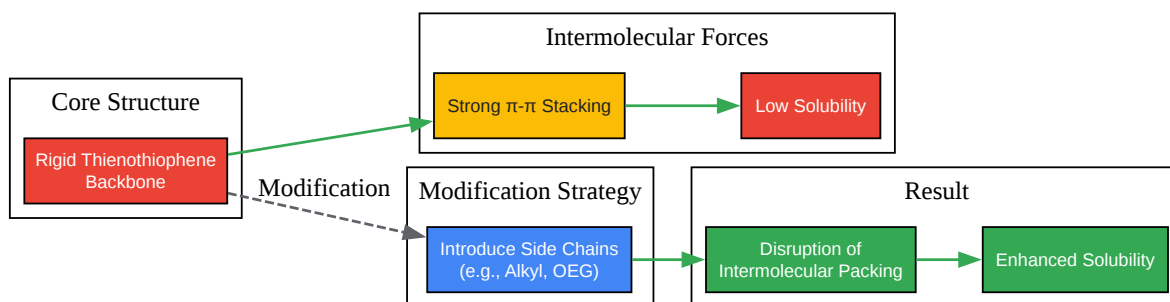 Intermolecular Forces
Strong π-π Stacking
Low Solubility
Core Structure
Rigid Thienothiophene
Backbone
Modification
Modification Strategy
Introduce Side Chains
(e.g., Alkyl, OEG)
Result
Disruption of
Intermolecular Packing
Enhanced Solubility